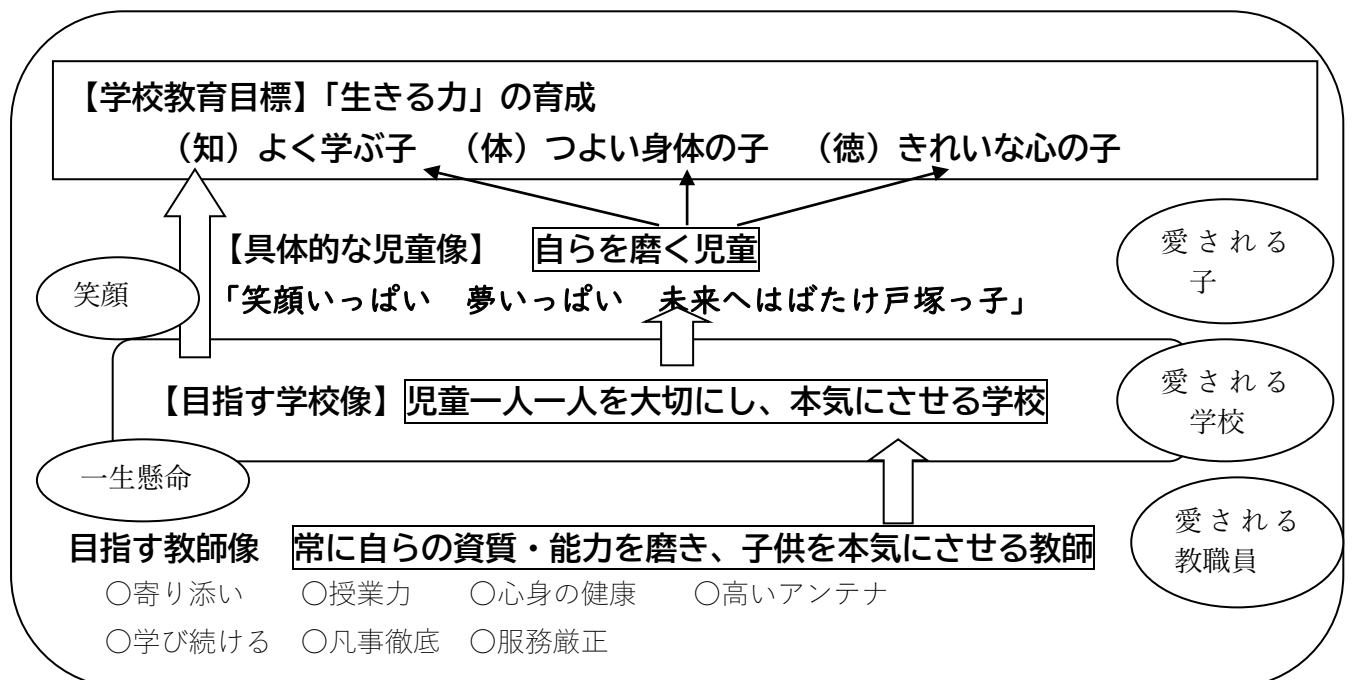 【学校教育目標】「生きる力」の育成
（知）よく学ぶ子　（体）つよい身体の子　（徳）きれいな心の子
【具体的な児童像】　自らを磨く児童
「笑顔いっぱい　夢いっぱい　未来へはばたけ戸塚っ子」
笑顔
愛される
子
【目指す学校像】児童一人一人を大切にし、本気にさせる学校
愛される
学校
一生懸命
目指す教師像　常に自らの資質・能力を磨き、子供を本気にさせる教師
愛される
教職員
○寄り添い　○授業力　○心身の健康　○高いアンテナ
○学び続ける　○凡事徹底　○服務厳正